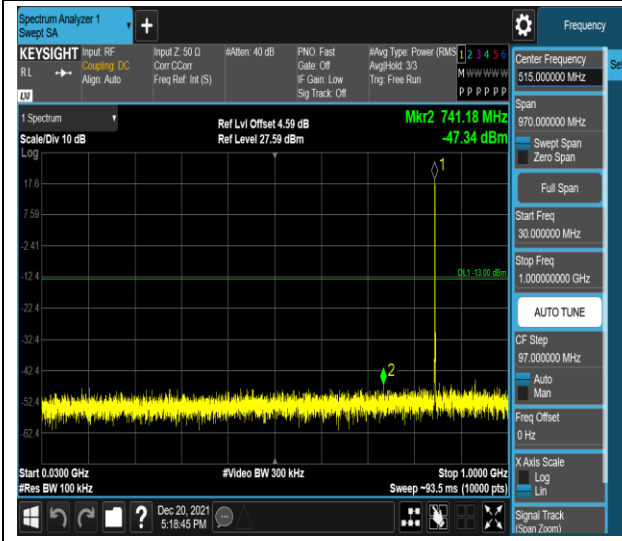 Spectrum Analyzer 1
Swept SA
+
Frequency
KEYSIGHT
RL
LXI
Input: RF
Coupling: DC
Align: Auto
Input Z: 50 Ω
Corr CCorr
Freq Ref: Int (S)
#Atten: 40 dB
PNO: Fast
Gate: Off
IF Gain: Low
Sig Track: Off
#Avg Type: Power (RMS
Avg|Hold: 3/3
Trig: Free Run
1 2 3 4 5 6
M W W W W W
P P P P P P
Center Frequency
515.000000 MHz
Se
Span
970.000000 MHz
Swept Span
Zero Span
Full Span
Start Freq
30.000000 MHz
Stop Freq
1.000000000 GHz
AUTO TUNE
CF Step
97.000000 MHz
Auto
Man
Freq Offset
0 Hz
X Axis Scale
Log
Lin
Signal Track
(Span Zoom)
1 Spectrum
Scale/Div 10 dB
Log
Ref Lvl Offset 4.59 dB
Ref Level 27.59 dBm
Mkr2 741.18 MHz
-47.34 dBm
1
17.6
7.59
-2.41
-12.4
DL1 -13.00 dBm
-22.4
-32.4
-42.4
2
-52.4
-62.4
Start 0.0300 GHz
#Video BW 300 kHz
Stop 1.0000 GHz
#Res BW 100 kHz
Sweep ~93.5 ms (10000 pts)
?
Dec 20, 2021
5:18:45 PM